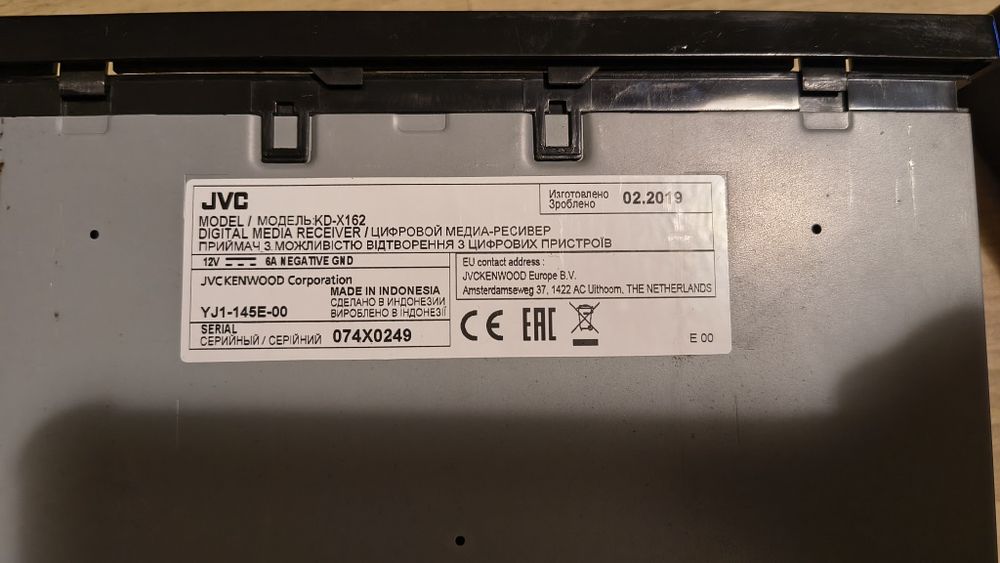 JVC
MODEL / МОДЕЛЬ:KD-X162
DIGITAL MEDIA RECEIVER / ЦИФРОВОЙ МЕДИА-РЕСИВЕР
ПРИЙМАЧ З МОЖЛИВІСТЮ ВІДТВОРЕННЯ З ЦИФРОВИХ ПРИСТРОЇВ
Изготовлено
Зроблено 02.2019
12V 6A NEGATIVE GND
JVCKENWOOD Corporation
MADE IN INDONESIA
СДЕЛАНО В ИНДОНЕЗИИ
YJ1-145E-00 ВИРОБЛЕНО В ІНДОНЕЗІЇ
SERIAL
СЕРИЙНЫЙ / СЕРІЙНИЙ 074X0249
EU contact address :
JVCKENWOOD Europe B.V.
Amsterdamseweg 37, 1422 AC Uithoorn, THE NETHERLANDS
CE EAC
E 00